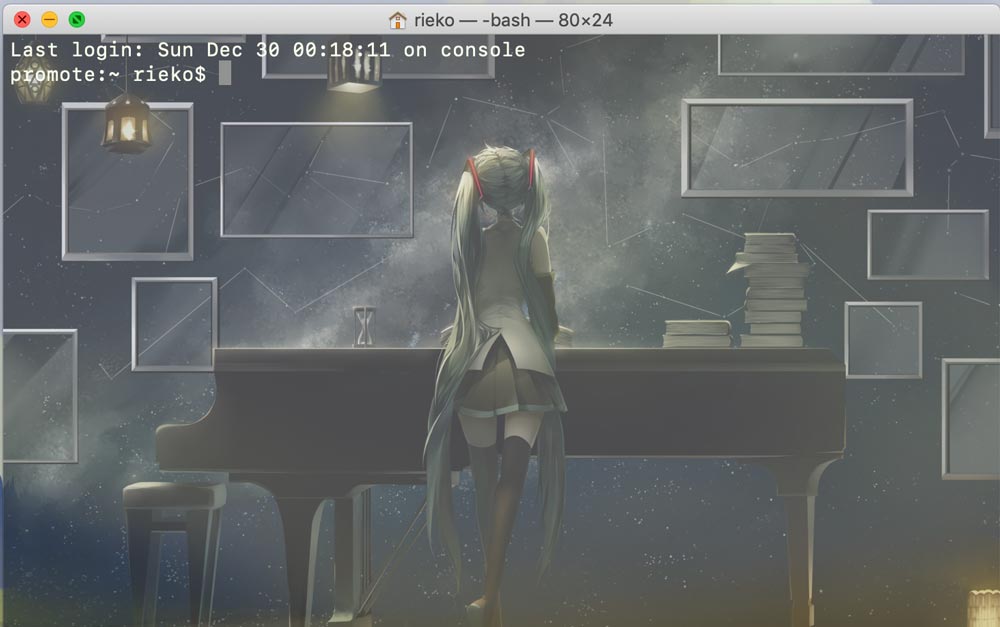 rieko — -bash — 80×24
Last login: Sun Dec 30 00:18:11 on console
promote:~ rieko$